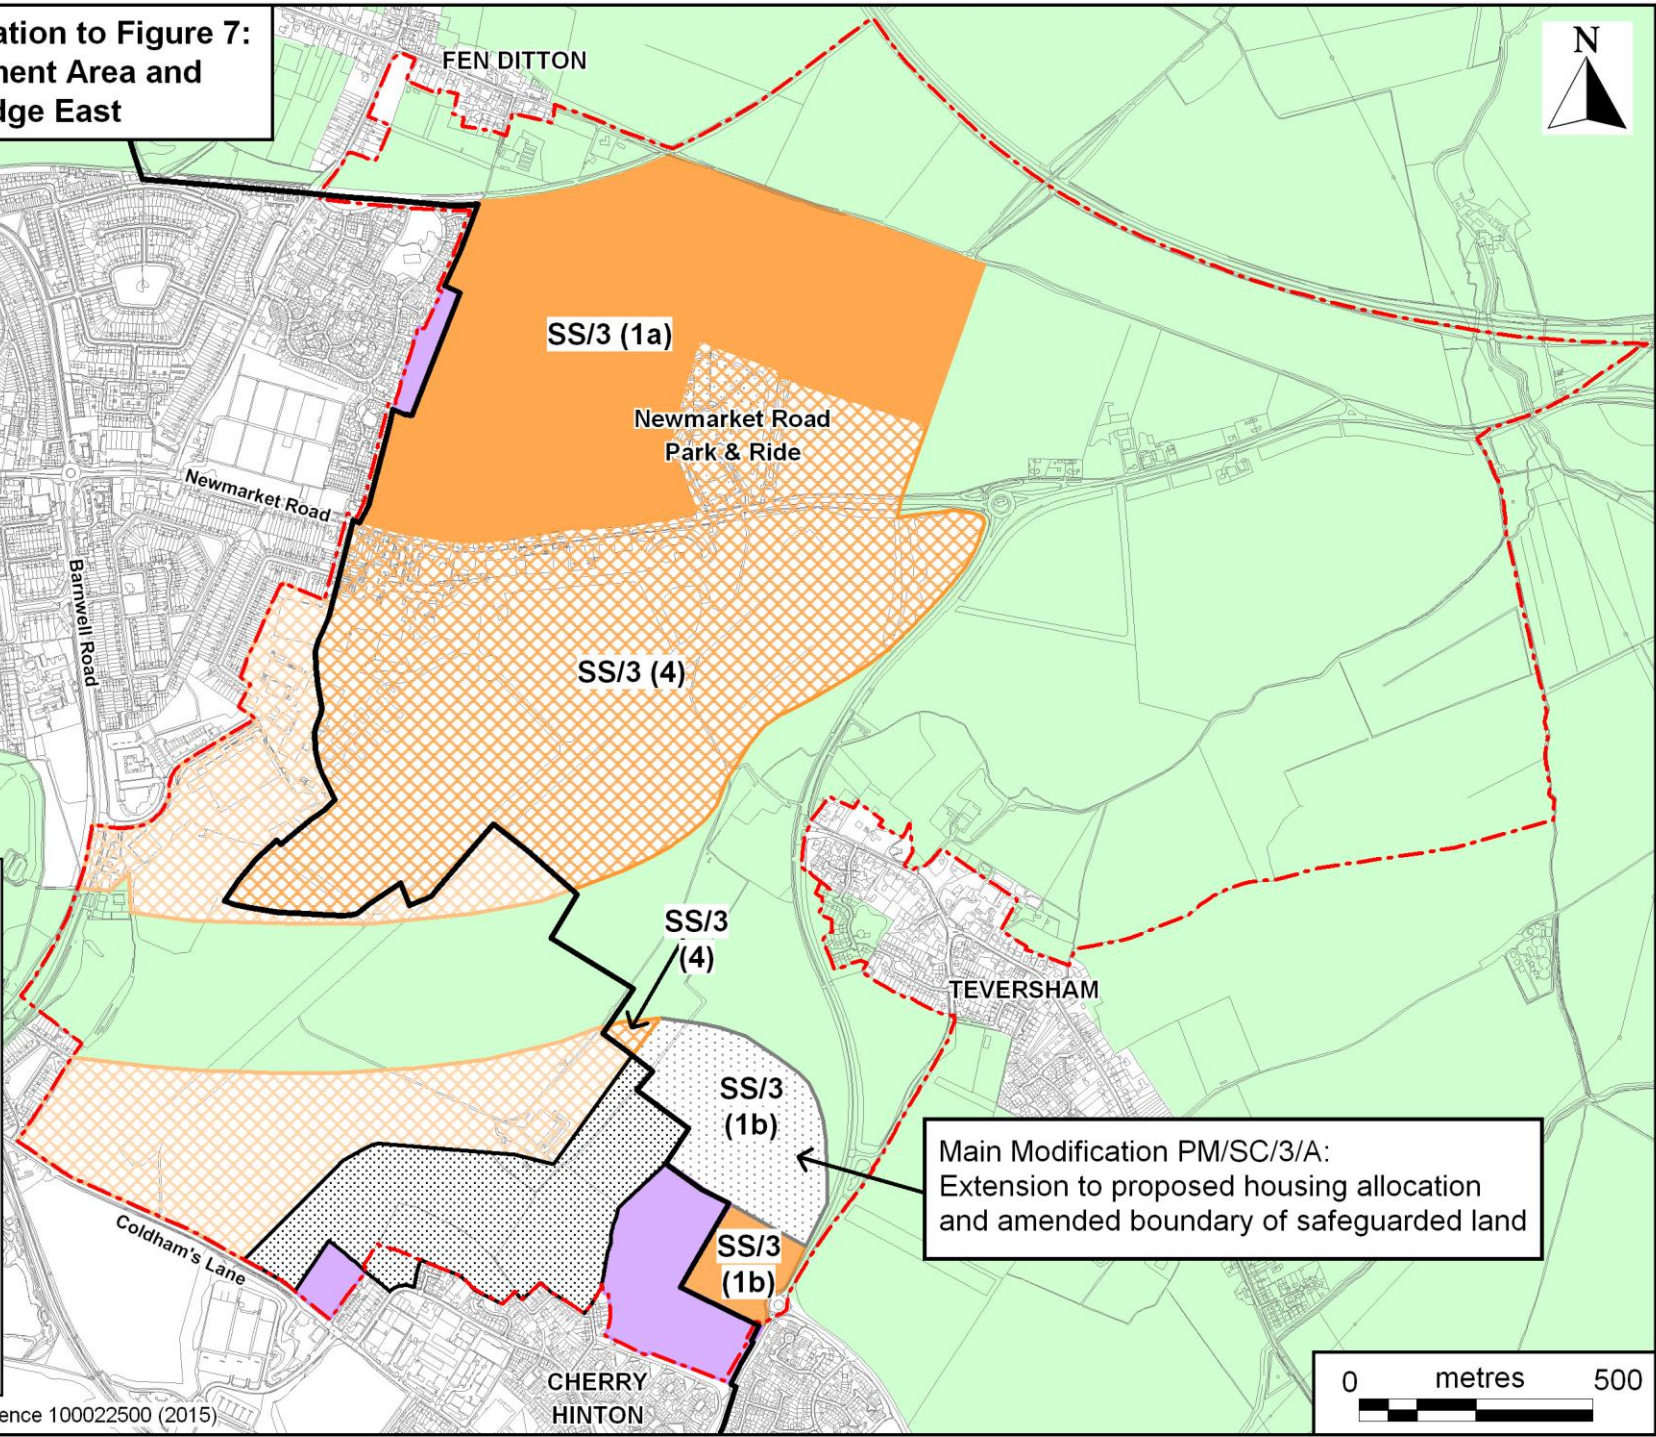 ation to Figure 7:
ment Area and
dge East
FEN DITTON
N
SS/3 (1a)
Newmarket Road
Park & Ride
Newmarket Road
Barnwell Road
SS/3 (4)
SS/3
(4)
TEVERSHAM
SS/3
(1b)
Main Modification PM/SC/3/A:
Extension to proposed housing allocation
and amended boundary of safeguarded land
SS/3
(1b)
Coldham's Lane
CHERRY
HINTON
0 metres 500
ence 100022500 (2015)